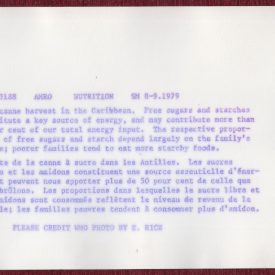 3188 AMRO NUTRITION SM 8-9.1979
cane harvest in the Caribbean. Free sugars and starches
itute a key source of energy, and may contribute more than
r cent of our total energy input. The respective propor-
of free sugars and starch depend largely on the family's
; poorer families tend to eat more starchy foods.
te de la canne à sucre dans les Antilles. Les sucres
et les amidons constituent une source essentielle d'éner-
t peuvent nous apporter plus de 50 pour cent de celle que
brûlons. Les proportions dans lesquelles le sucre libre et
midons sont consommés reflètent le niveau de revenu de la
le; les familles pauvres tendent à consommer plus d'amidon.
PLEASE CREDIT WHO PHOTO BY E. RICE